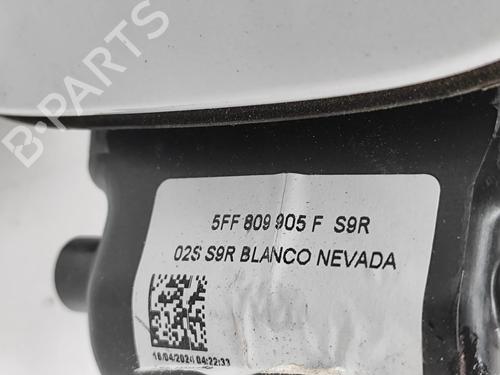 B-PARTS
5FF 809 905 F S9R
02S S9R BLANCO NEVADA
16/04/2024 04:22:33